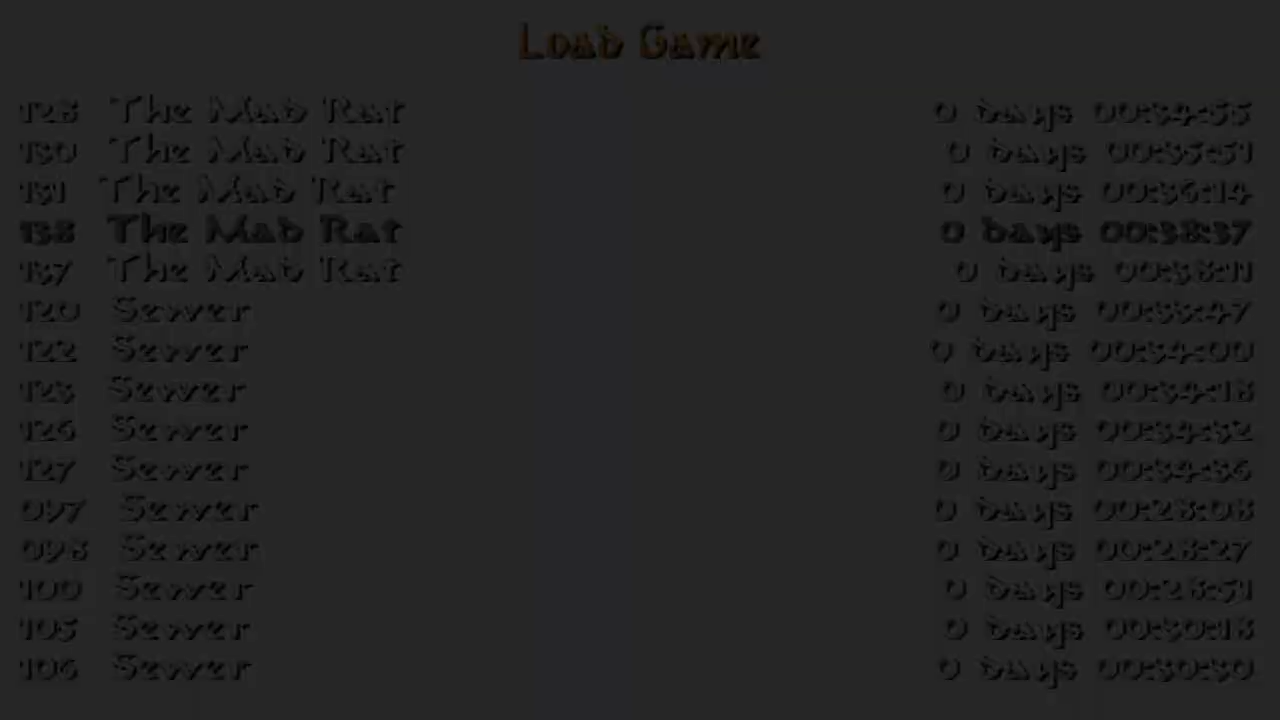 Load Game
128 The Mad Rat 0 days 00:34:55
130 The Mad Rat 0 days 00:35:51
131 The Mad Rat 0 days 00:36:14
138 The Mad Rat 0 days 00:38:37
137 The Mad Rat 0 days 00:38:11
120 Sewer 0 days 00:33:47
122 Sewer 0 days 00:34:00
123 Sewer 0 days 00:34:18
126 Sewer 0 days 00:34:32
127 Sewer 0 days 00:34:36
097 Sewer 0 days 00:28:08
098 Sewer 0 days 00:28:27
100 Sewer 0 days 00:28:51
105 Sewer 0 days 00:30:18
106 Sewer 0 days 00:30:30